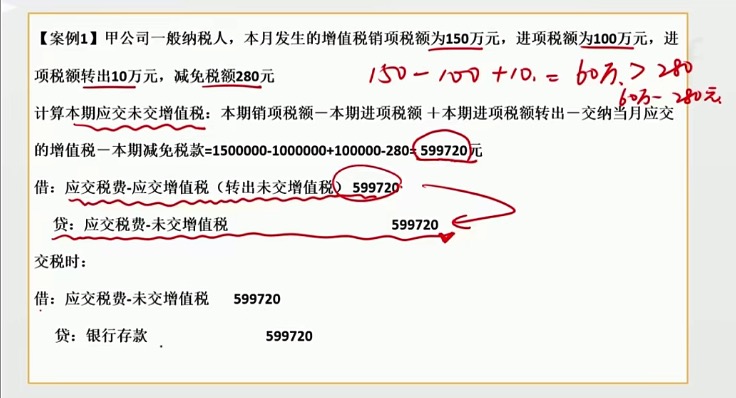 【案例1】甲公司一般纳税人，本月发生的增值税销项税额为150万元，进项税额为100万元，进
项税额转出10万元，减免税额280元
150－100＋10.＝60万.＞280
60万－280元.
计算本期应交未交增值税：本期销项税额－本期进项税额＋本期进项税额转出－交纳当月应交
的增值税－本期减免税款=1500000-1000000+100000-280=599720元
借：应交税费-应交增值税（转出未交增值税）599720
贷：应交税费-未交增值税 599720
交税时：
借：应交税费-未交增值税 599720
贷：银行存款 599720